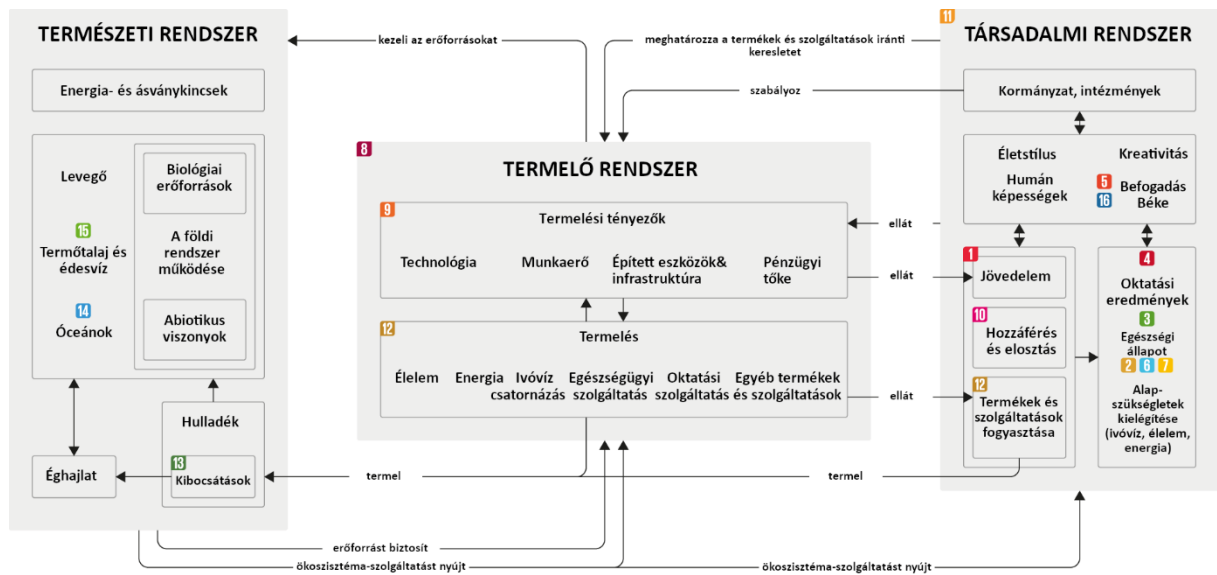 TERMÉSZETI RENDSZER
Energia- és ásványkincsek
Levegő
15
Termőtalaj és
édesvíz
14
Óceánok
Biológiai
erőforrások
A földi
rendszer
működése
Abiotikus
viszonyok
Hulladék
13
Kibocsátások
Éghajlat
kezeli az erőforrásokat
meghatározza a termékek és szolgáltatások iránti
keresletet
szabályoz
8
TERMELŐ RENDSZER
9
Termelési tényezők
Technológia
Munkaerő
Épített eszközök&
infrastruktúra
Pénzügyi
tőke
12
Termelés
Élelem
Energia
Ivóvíz
csatornázás
Egészségügyi
szolgáltatás
Oktatási
szolgáltatás
Egyéb termékek
és szolgáltatások
ellát
ellát
ellát
termel
termel
erőforrást biztosít
ökoszisztéma-szolgáltatást nyújt
ökoszisztéma-szolgáltatást nyújt
11
TÁRSADALMI RENDSZER
Kormányzat, intézmények
Életstílus
Humán
képességek
Kreativitás
5
16
Befogadás
Béke
1
Jövedelem
10
Hozzáférés
és elosztás
12
Termékek és
szolgáltatások
fogyasztása
4
Oktatási
eredmények
3
Egészségi
állapot
2 6 7
Alap-
szükségletek
kielégítése
(ivóvíz, élelem,
energia)